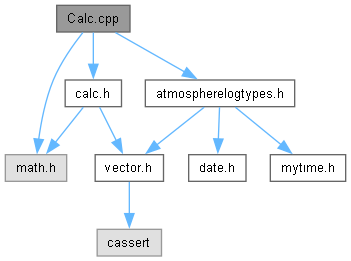 Calc.cpp
calc.h
atmospherelogtypes.h
math.h
vector.h
date.h
mytime.h
cassert